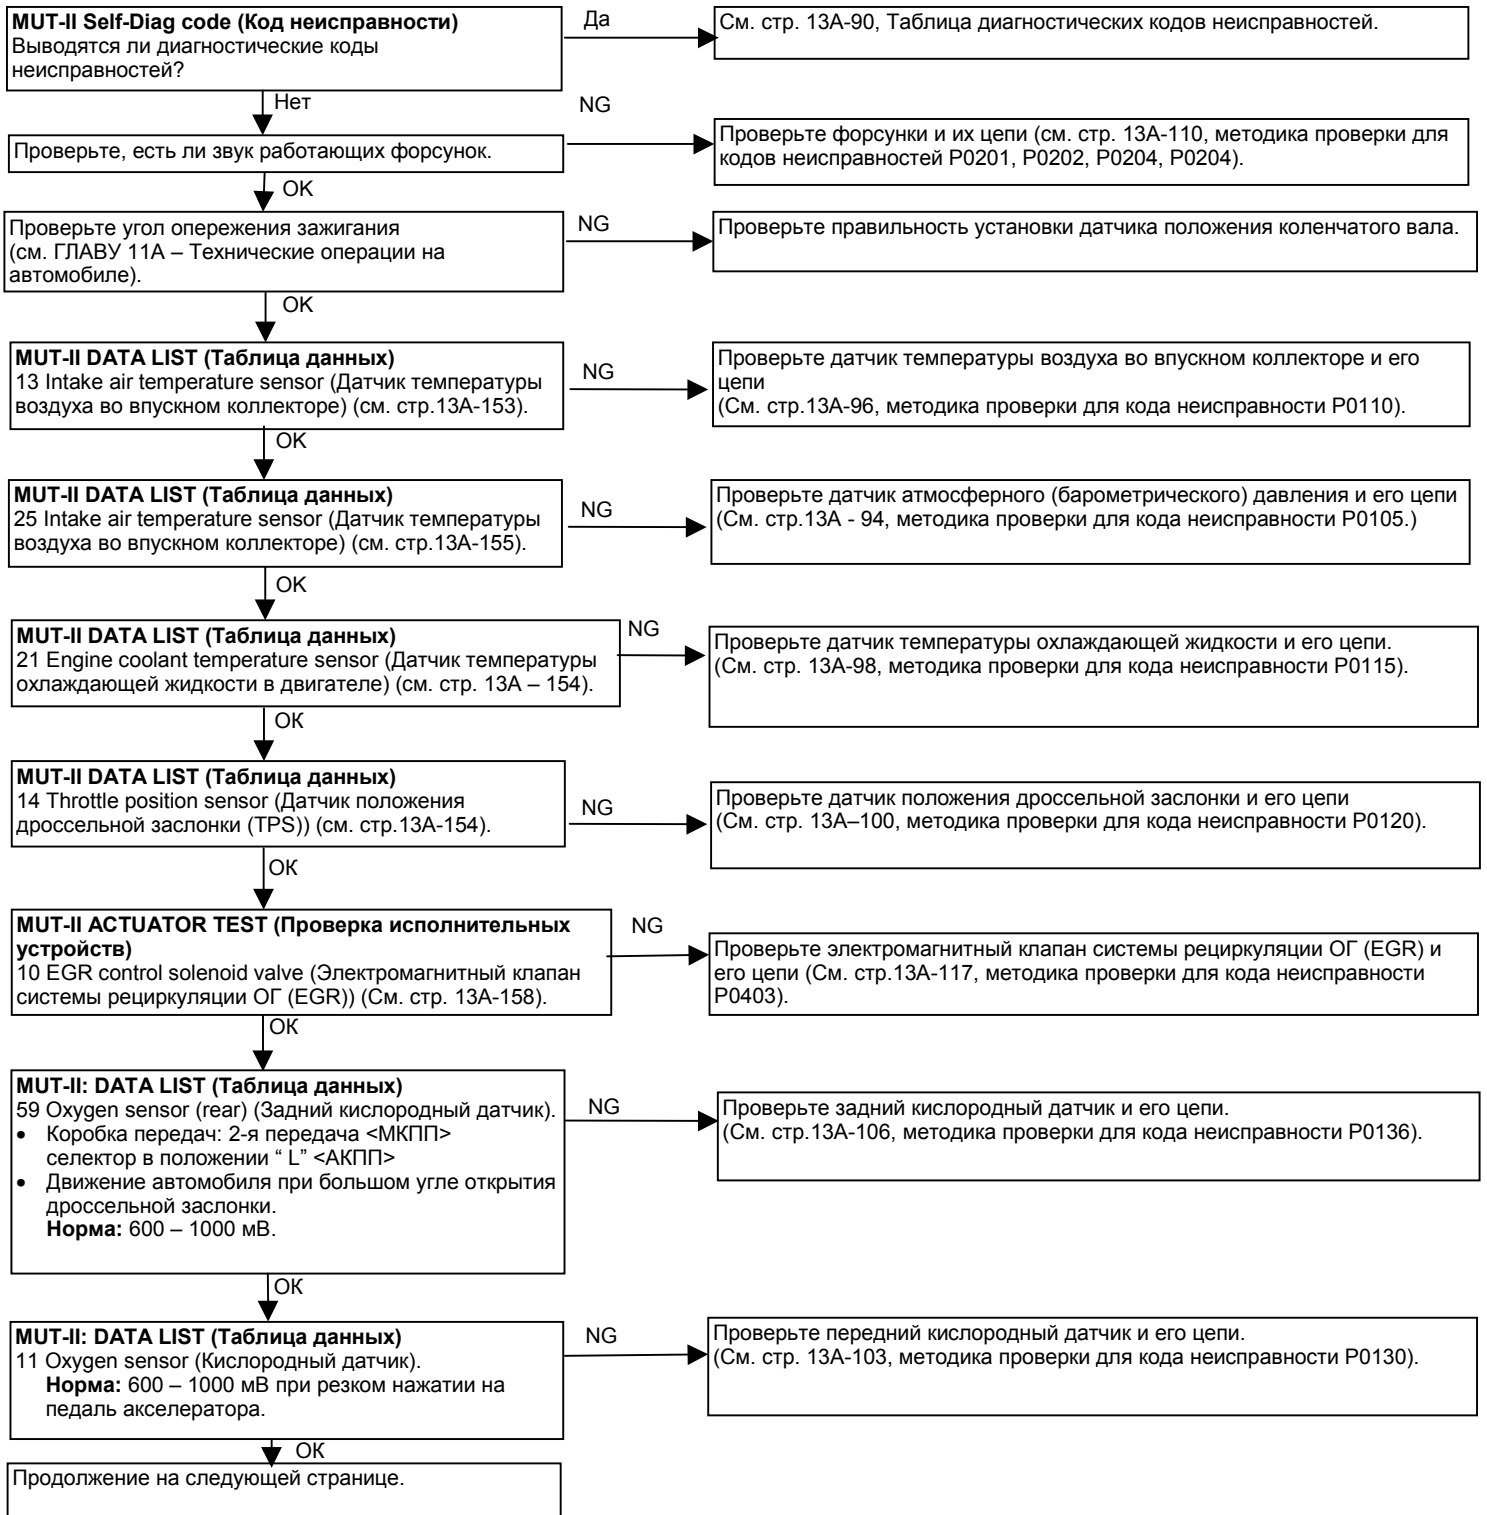 MUT-II Self-Diag code (Код неисправности)
Выводятся ли диагностические коды
неисправностей?
Да
См. стр. 13A-90, Таблица диагностических кодов неисправностей.
Нет
NG
Проверьте, есть ли звук работающих форсунок.
Проверьте форсунки и их цепи (см. стр. 13A-110, методика проверки для
кодов неисправностей P0201, P0202, P0204, P0204).
OK
Проверьте угол опережения зажигания
(см. ГЛАВУ 11A – Технические операции на
автомобиле).
NG
Проверьте правильность установки датчика положения коленчатого вала.
OK
MUT-II DATA LIST (Таблица данных)
13 Intake air temperature sensor (Датчик температуры
воздуха во впускном коллекторе) (см. стр.13A-153).
NG
Проверьте датчик температуры воздуха во впускном коллекторе и его
цепи
(См. стр.13A-96, методика проверки для кода неисправности P0110).
OK
MUT-II DATA LIST (Таблица данных)
25 Intake air temperature sensor (Датчик температуры
воздуха во впускном коллекторе) (см. стр.13A-155).
NG
Проверьте датчик атмосферного (барометрического) давления и его цепи
(См. стр.13A - 94, методика проверки для кода неисправности P0105.)
OK
MUT-II DATA LIST (Таблица данных)
21 Engine coolant temperature sensor (Датчик температуры
охлаждающей жидкости в двигателе) (см. стр. 13A – 154).
NG
Проверьте датчик температуры охлаждающей жидкости и его цепи.
(См. стр. 13A-98, методика проверки для кода неисправности P0115).
OK
MUT-II DATA LIST (Таблица данных)
14 Throttle position sensor (Датчик положения
дроссельной заслонки (TPS)) (см. стр.13A-154).
NG
Проверьте датчик положения дроссельной заслонки и его цепи
(См. стр. 13A–100, методика проверки для кода неисправности P0120).
OK
MUT-II ACTUATOR TEST (Проверка исполнительных
устройств)
10 EGR control solenoid valve (Электромагнитный клапан
системы рециркуляции ОГ (EGR)) (См. стр. 13A-158).
NG
Проверьте электромагнитный клапан системы рециркуляции ОГ (EGR) и
его цепи (См. стр.13A-117, методика проверки для кода неисправности
P0403).
OK
MUT-II: DATA LIST (Таблица данных)
59 Oxygen sensor (rear) (Задний кислородный датчик).
• Коробка передач: 2-я передача <МКПП>
селектор в положении “ L” <АКПП>
• Движение автомобиля при большом угле открытия
дроссельной заслонки.
Норма: 600 – 1000 мВ.
NG
Проверьте задний кислородный датчик и его цепи.
(См. стр.13A-106, методика проверки для кода неисправности P0136).
OK
MUT-II: DATA LIST (Таблица данных)
11 Oxygen sensor (Кислородный датчик).
Норма: 600 – 1000 мВ при резком нажатии на
педаль акселератора.
NG
Проверьте передний кислородный датчик и его цепи.
(См. стр. 13A-103, методика проверки для кода неисправности P0130).
OK
Продолжение на следующей странице.